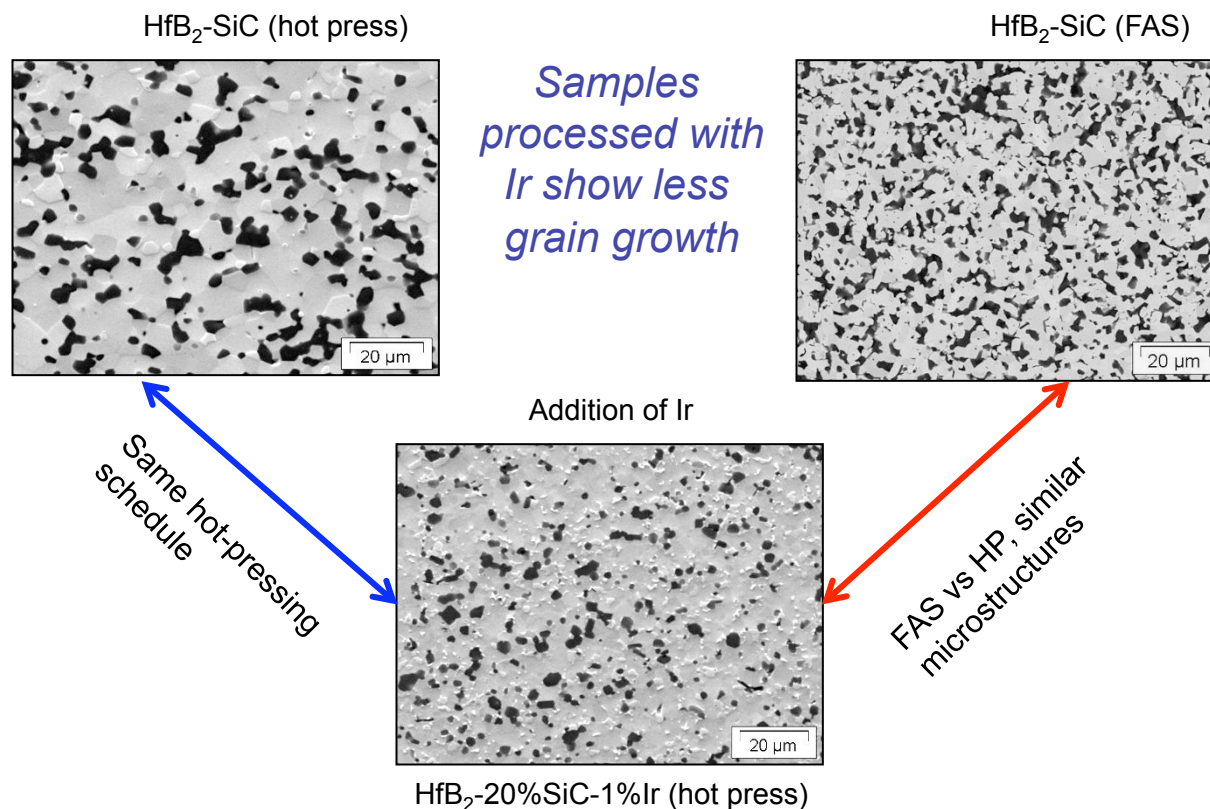 HfB₂-SiC (hot press)
HfB₂-SiC (FAS)
Samples
processed with
Ir show less
grain growth
20 µm
20 µm
Addition of Ir
Same hot-pressing
schedule
FAS vs HP, similar
microstructures
20 µm
HfB₂-20%SiC-1%Ir (hot press)